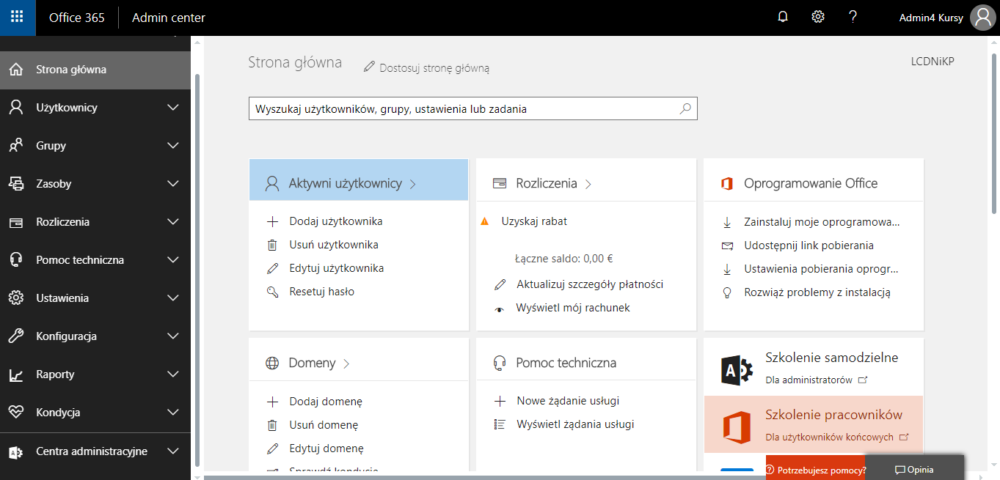 Office 365
Admin center
?
Admin4 Kursy
Strona główna
Użytkownicy
Grupy
Zasoby
Rozliczenia
Pomoc techniczna
Ustawienia
Konfiguracja
Raporty
Kondycja
Centra administracyjne
Strona główna
Dostosuj stronę główną
LCDNiKP
Wyszukaj użytkowników, grupy, ustawienia lub zadania
Aktywni użytkownicy
Dodaj użytkownika
Usuń użytkownika
Edytuj użytkownika
Resetuj hasło
Rozliczenia
Uzyskaj rabat
Łączne saldo: 0,00 €
Aktualizuj szczegóły płatności
Wyświetl mój rachunek
Oprogramowanie Office
Zainstaluj moje oprogramowa...
Udostępnij link pobierania
Ustawienia pobierania oprogr...
Rozwiąż problemy z instalacją
Domeny
Dodaj domenę
Usuń domenę
Edytuj domenę
Sprawdź kondycję
Pomoc techniczna
Nowe żądanie usługi
Wyświetl żądania usługi
Szkolenie samodzielne
Dla administratorów
Szkolenie pracowników
Dla użytkowników końcowych
Potrzebujesz pomocy?
Opinia